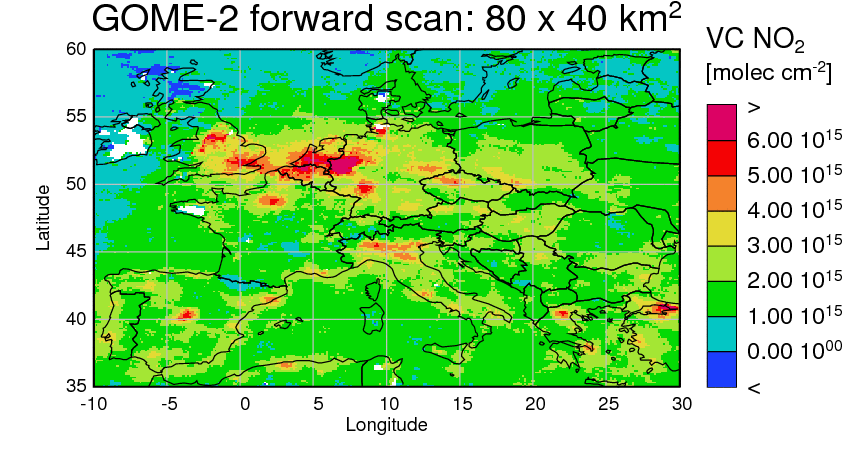 GOME-2 forward scan: 80 x 40 km²
VC NO₂
[molec cm⁻²]
>
6.00 10¹⁵
5.00 10¹⁵
4.00 10¹⁵
3.00 10¹⁵
2.00 10¹⁵
1.00 10¹⁵
0.00 10⁰⁰
<
Latitude
60
55
50
45
40
35
-10 -5 0 5 10 15 20 25 30
Longitude